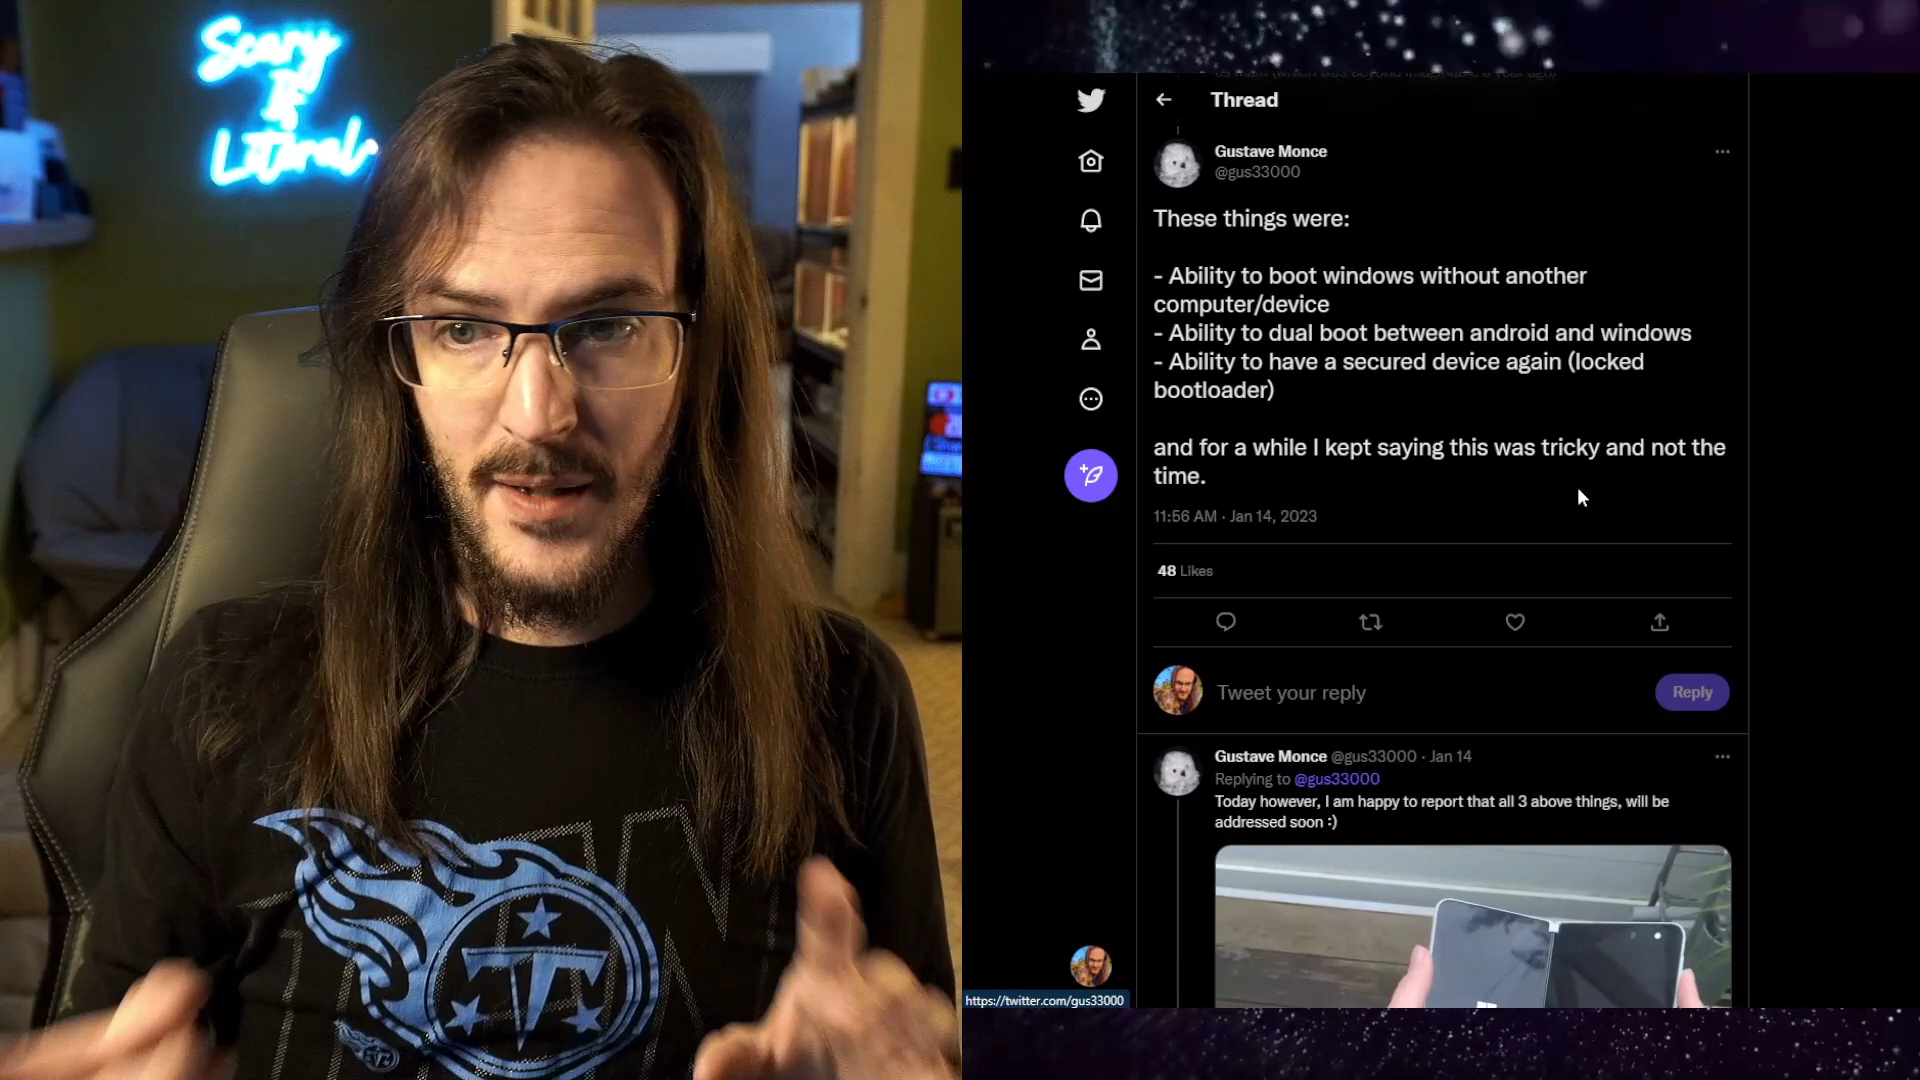 Scary
If
Literal
Thread
Gustave Monce
@gus33000
These things were:
- Ability to boot windows without another
computer/device
- Ability to dual boot between android and windows
- Ability to have a secured device again (locked
bootloader)
and for a while I kept saying this was tricky and not the
time.
11:56 AM · Jan 14, 2023
48 Likes
Tweet your reply
Reply
Gustave Monce @gus33000 · Jan 14
Replying to @gus33000
Today however, I am happy to report that all 3 above things, will be
addressed soon :)
https://twitter.com/gus33000